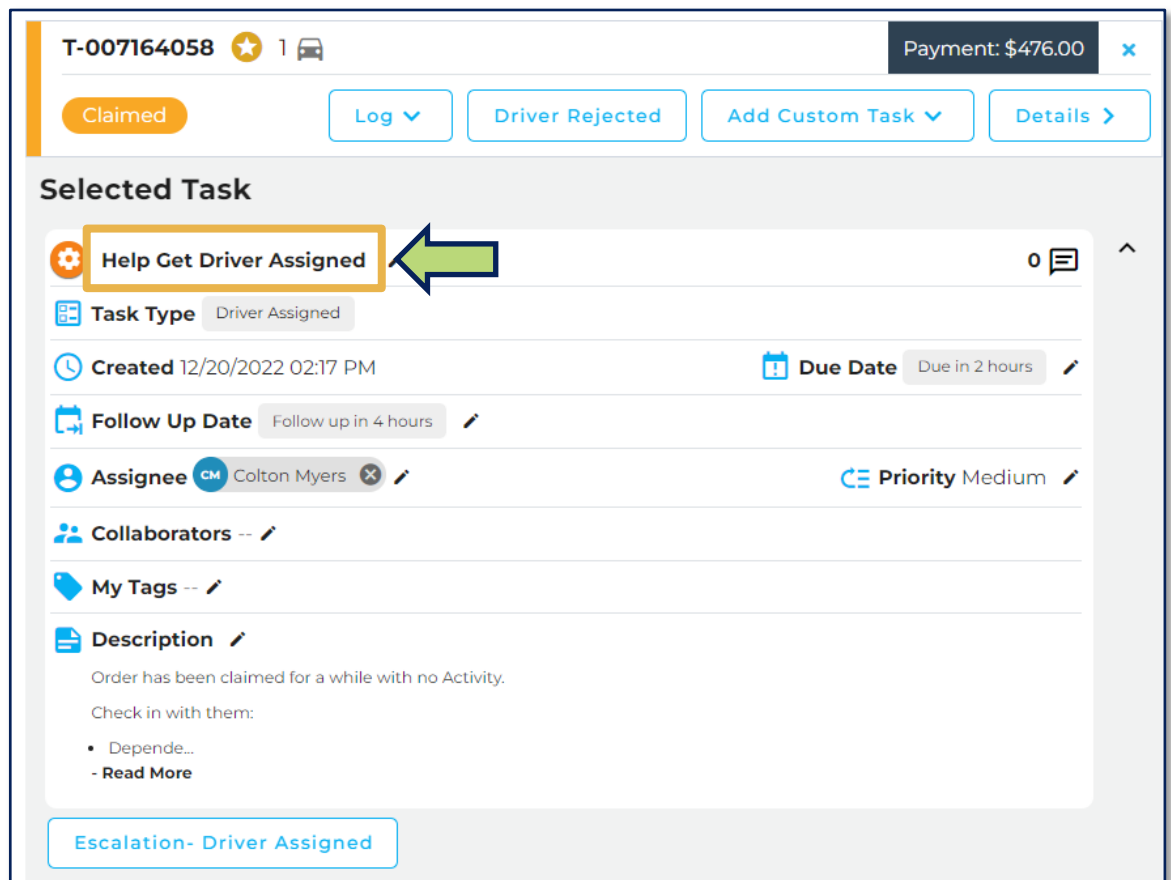 T-007164058 1 Payment: $476.00
Claimed Log Driver Rejected Add Custom Task Details
Selected Task
Help Get Driver Assigned 0
Task Type Driver Assigned
Created 12/20/2022 02:17 PM Due Date Due in 2 hours
Follow Up Date Follow up in 4 hours
Assignee CM Colton Myers Priority Medium
Collaborators --
My Tags --
Description
Order has been claimed for a while with no Activity.
Check in with them:
• Depende...
- Read More
Escalation- Driver Assigned